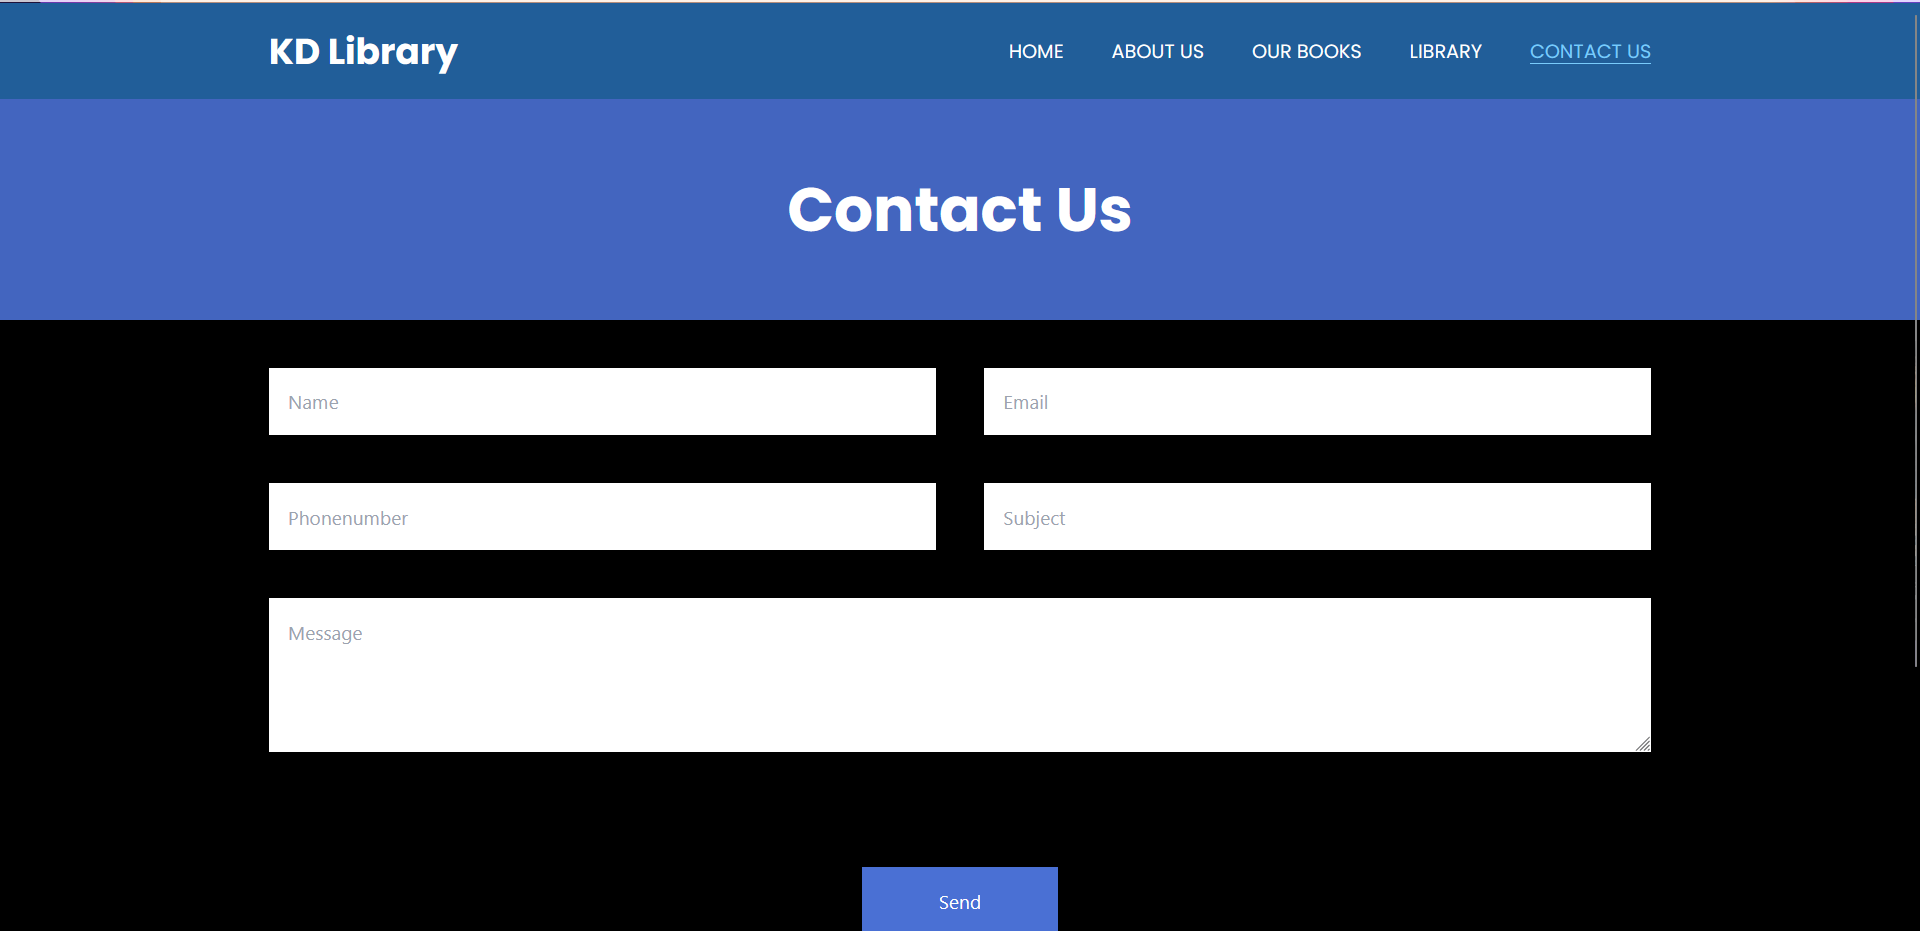 KD Library
HOME ABOUT US OUR BOOKS LIBRARY CONTACT US
Contact Us
Name
Email
Phonenumber
Subject
Message
Send